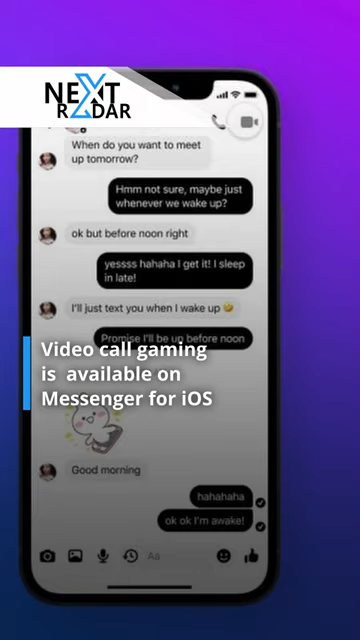 NEXT
RADAR
When do you want to meet
up tomorrow?
Hmm not sure, maybe just
whenever we wake up?
ok but before noon right
yessss hahaha I get it! I sleep
in late!
I'll just text you when I wake up 🤣
Promise I'll be up before noon
Video call gaming
is available on
Messenger for iOS
Good morning
hahahaha
ok ok I'm awake!
Aa